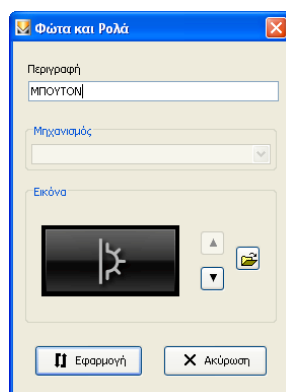 Φώτα και Ρολά
Περιγραφή
ΜΠΟΥΤΟΝ
Μηχανισμός
Εικόνα
Εφαρμογή
Ακύρωση